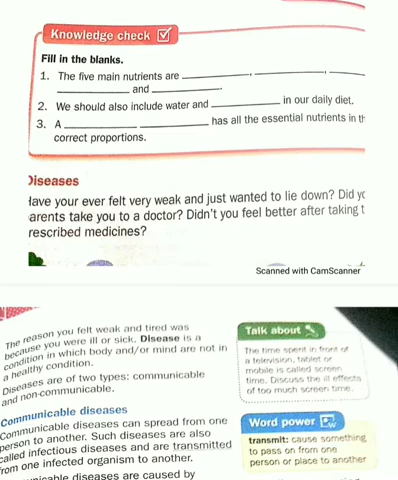 Knowledge check
Fill in the blanks.
1. The five main nutrients are ____________, ____________,
____________ and ____________.
2. We should also include water and ____________ in our daily diet.
3. A ____________ ____________ has all the essential nutrients in
correct proportions.
Diseases
Have your ever felt very weak and just wanted to lie down? Did
parents take you to a doctor? Didn't you feel better after taking
prescribed medicines?
Scanned with CamScanner
The reason you felt weak and tired was
because you were ill or sick. Disease is a
condition in which body and/or mind are not in
a healthy condition.
Diseases are of two types: communicable
and non-communicable.
Communicable diseases
Communicable diseases can spread from one
person to another. Such diseases are also
called infectious diseases and are transmitted
from one infected organism to another.
diseases are caused by
Talk about
The time spent in front of
a television, tablet or
mobile is called screen
time. Discuss the ill effects
of too much screen time.
Word power
transmit: cause something
to pass on from one
person or place to another